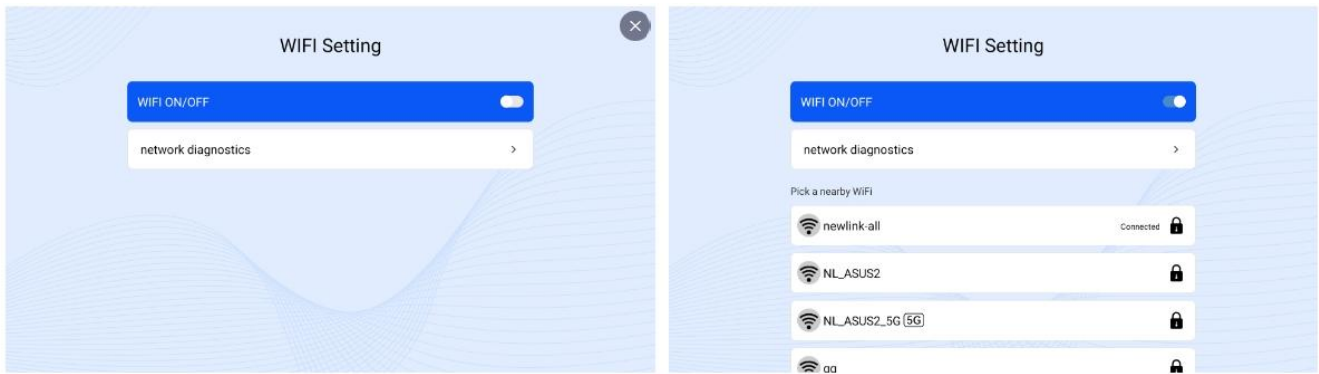 WIFI Setting
WIFI ON/OFF
network diagnostics
WIFI Setting
WIFI ON/OFF
network diagnostics
Pick a nearby WiFi
newlink-all Connected
NL_ASUS2
NL_ASUS2_5G 5G